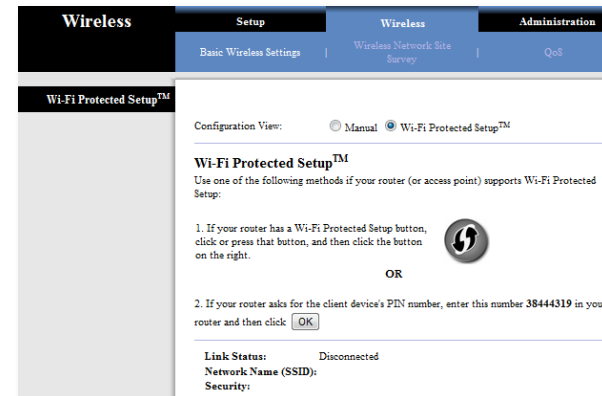 Wireless
Setup Wireless Administration
Basic Wireless Settings | Wireless Network Site Survey | QoS
Wi-Fi Protected Setup™
Configuration View: Manual Wi-Fi Protected Setup™
Wi-Fi Protected Setup™
Use one of the following methods if your router (or access point) supports Wi-Fi Protected
Setup:
1. If your router has a Wi-Fi Protected Setup button,
click or press that button, and then click the button
on the right.
OR
2. If your router asks for the client device's PIN number, enter this number 38444319 in you
router and then click OK
Link Status: Disconnected
Network Name (SSID):
Security: